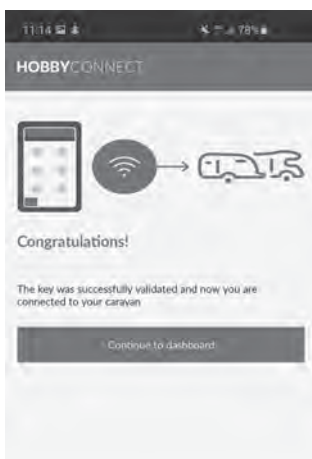 11:14 78%
HOBBYCONNECT
Congratulations!
The key was successfully validated and now you are
connected to your caravan
Continue to dashboard